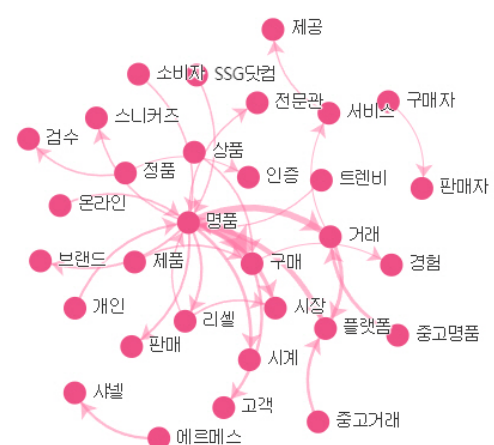 제공
소비자 SSG닷컴
전문관
구매자
스니커즈
서비스
검수
상품
정품
인증
트렌비
판매자
온라인
명품
거래
브랜드
제품
구매
경험
개인
리셀
시장
플랫폼
중고명품
판매
시계
샤넬
고객
중고거래
에르메스